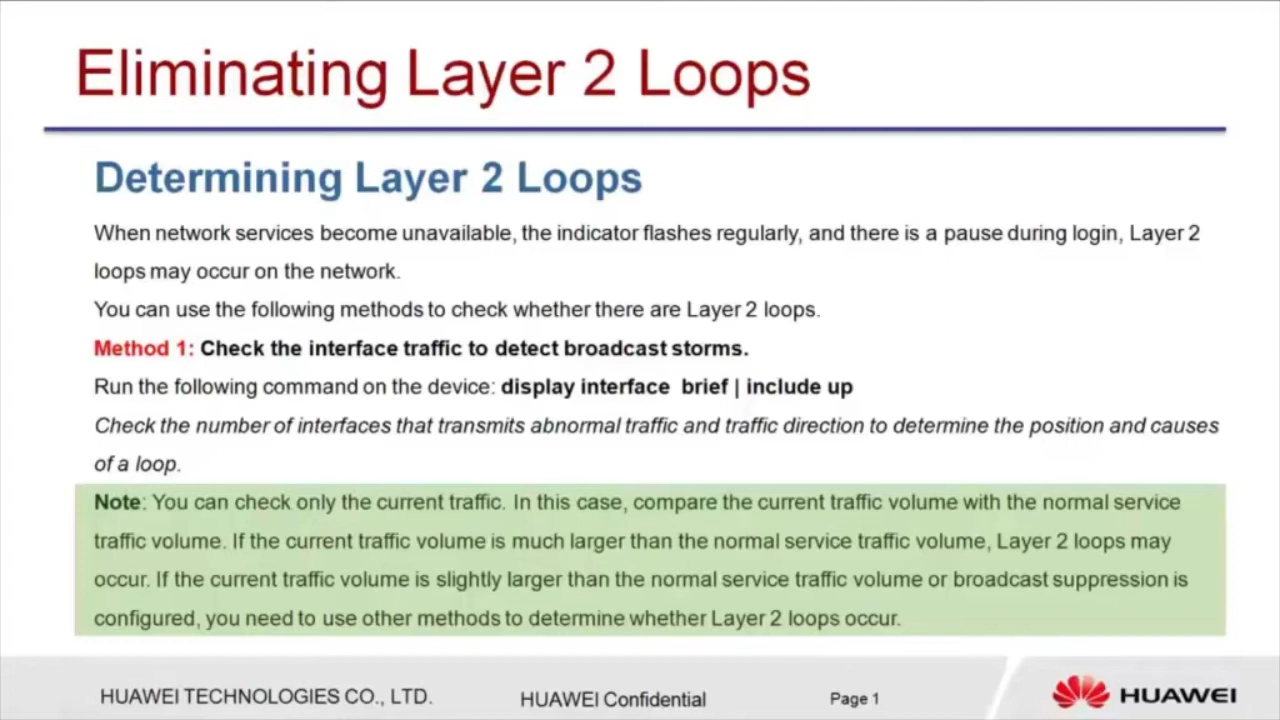 Eliminating Layer 2 Loops
Determining Layer 2 Loops
When network services become unavailable, the indicator flashes regularly, and there is a pause during login, Layer 2
loops may occur on the network.
You can use the following methods to check whether there are Layer 2 loops.
Method 1: Check the interface traffic to detect broadcast storms.
Run the following command on the device: display interface brief | include up
Check the number of interfaces that transmits abnormal traffic and traffic direction to determine the position and causes
of a loop.
Note: You can check only the current traffic. In this case, compare the current traffic volume with the normal service
traffic volume. If the current traffic volume is much larger than the normal service traffic volume, Layer 2 loops may
occur. If the current traffic volume is slightly larger than the normal service traffic volume or broadcast suppression is
configured, you need to use other methods to determine whether Layer 2 loops occur.
HUAWEI TECHNOLOGIES CO., LTD.
HUAWEI Confidential
Page 1
HUAWEI